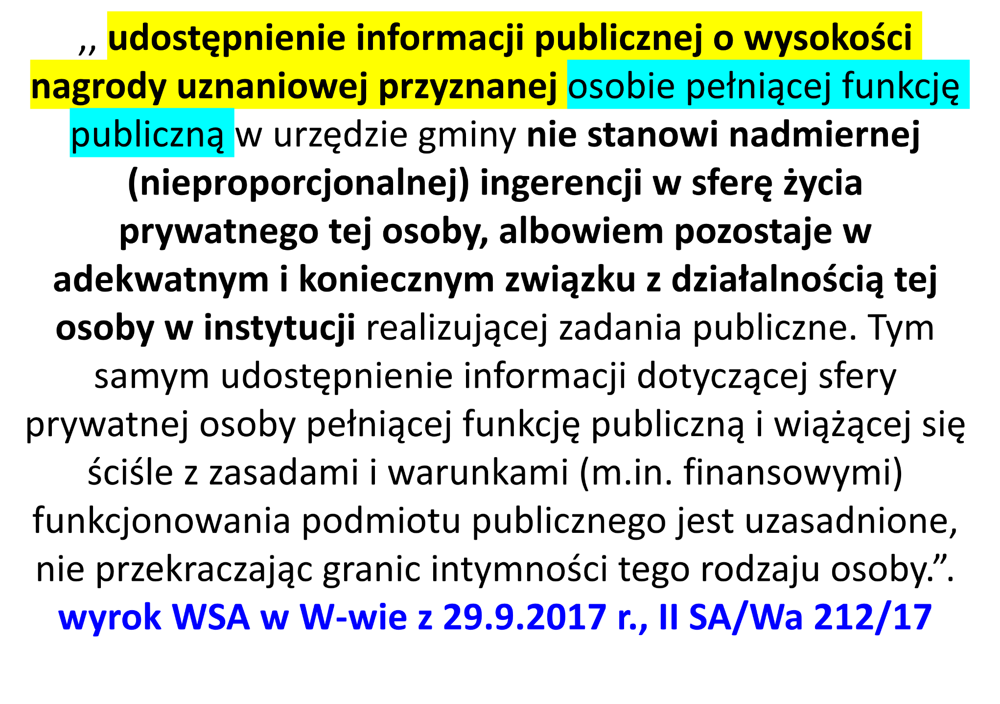 ,, udostępnienie informacji publicznej o wysokości
nagrody uznaniowej przyznanej osobie pełniącej funkcję
publiczną w urzędzie gminy nie stanowi nadmiernej
(nieproporcjonalnej) ingerencji w sferę życia
prywatnego tej osoby, albowiem pozostaje w
adekwatnym i koniecznym związku z działalnością tej
osoby w instytucji realizującej zadania publiczne. Tym
samym udostępnienie informacji dotyczącej sfery
prywatnej osoby pełniącej funkcję publiczną i wiążącej się
ściśle z zasadami i warunkami (m.in. finansowymi)
funkcjonowania podmiotu publicznego jest uzasadnione,
nie przekraczając granic intymności tego rodzaju osoby.”.
wyrok WSA w W-wie z 29.9.2017 r., II SA/Wa 212/17